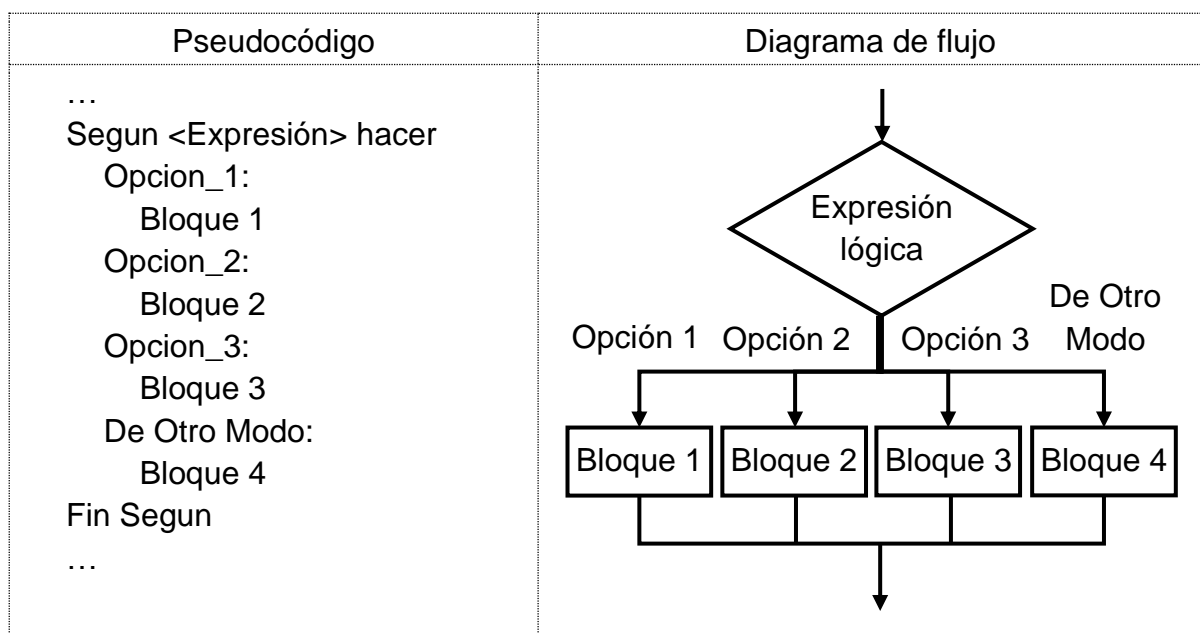 Pseudocódigo
Diagrama de flujo
…
Segun <Expresión> hacer
Opcion_1:
Bloque 1
Opcion_2:
Bloque 2
Opcion_3:
Bloque 3
De Otro Modo:
Bloque 4
Fin Segun
…
Expresión
lógica
Opción 1
Opción 2
Opción 3
De Otro
Modo
Bloque 1
Bloque 2
Bloque 3
Bloque 4